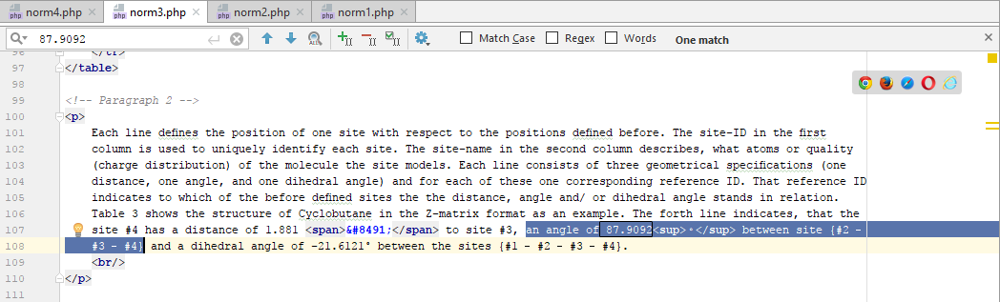 norm4.php norm3.php norm2.php norm1.php
87.9092 Match Case Regex Words One match
96 </tr>
97 </table>
98
99 <!-- Paragraph 2 -->
100 <p>
101 Each line defines the position of one site with respect to the positions defined before. The site-ID in the first
102 column is used to uniquely identify each site. The site-name in the second column describes, what atoms or quality
103 (charge distribution) of the molecule the site models. Each line consists of three geometrical specifications (one
104 distance, one angle, and one dihedral angle) and for each of these one corresponding reference ID. That reference ID
105 indicates to which of the before defined sites the the distance, angle and/ or dihedral angle stands in relation.
106 Table 3 shows the structure of Cyclobutane in the Z-matrix format as an example. The forth line indicates, that the
107 site #4 has a distance of 1.881 <span>&#8491;</span> to site #3, an angle of 87.9092<sup>∘</sup> between site {#2 -
108 #3 - #4} and a dihedral angle of -21.6121° between the sites {#1 - #2 - #3 - #4}.
109 <br/>
110 </p>
111